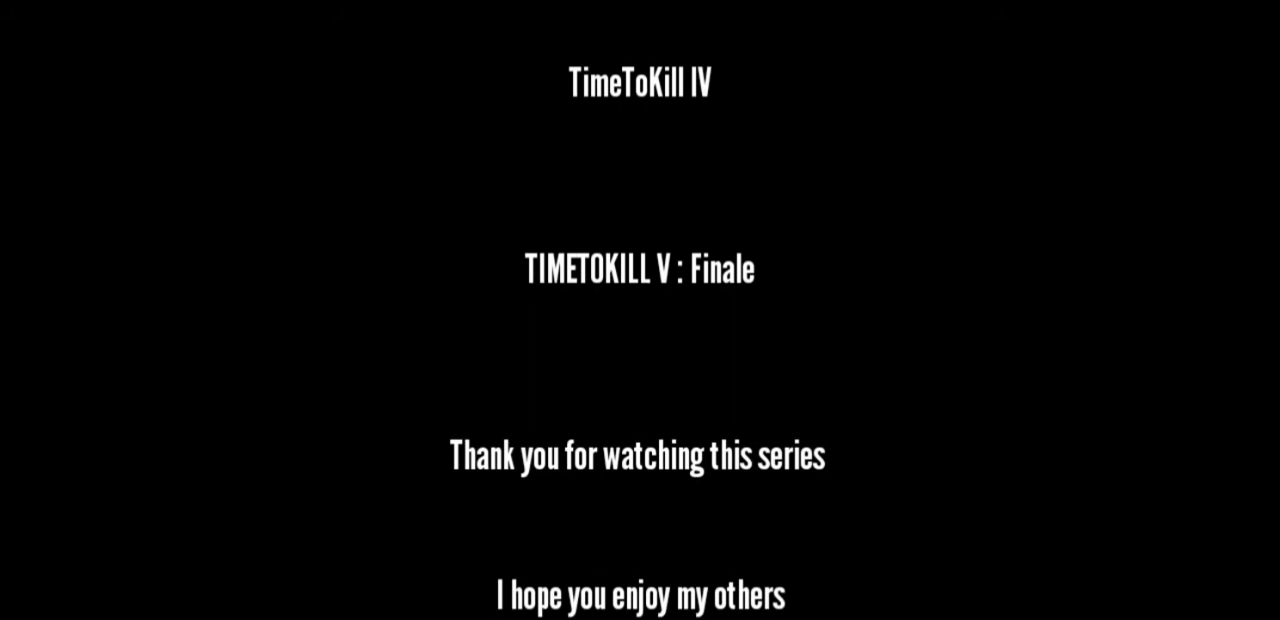 TimeToKill IV
TIMETOKILL V : Finale
Thank you for watching this series
I hope you enjoy my others